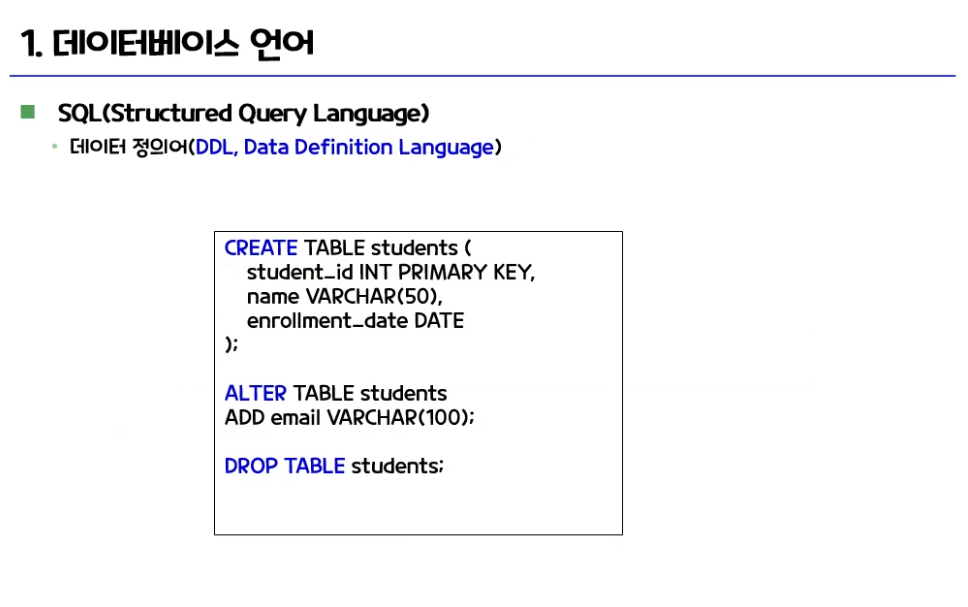 1. 데이터베이스 언어
SQL(Structured Query Language)
데이터 정의어(DDL, Data Definition Language)
CREATE TABLE students (
student_id INT PRIMARY KEY,
name VARCHAR(50),
enrollment_date DATE
);
ALTER TABLE students
ADD email VARCHAR(100);
DROP TABLE students;